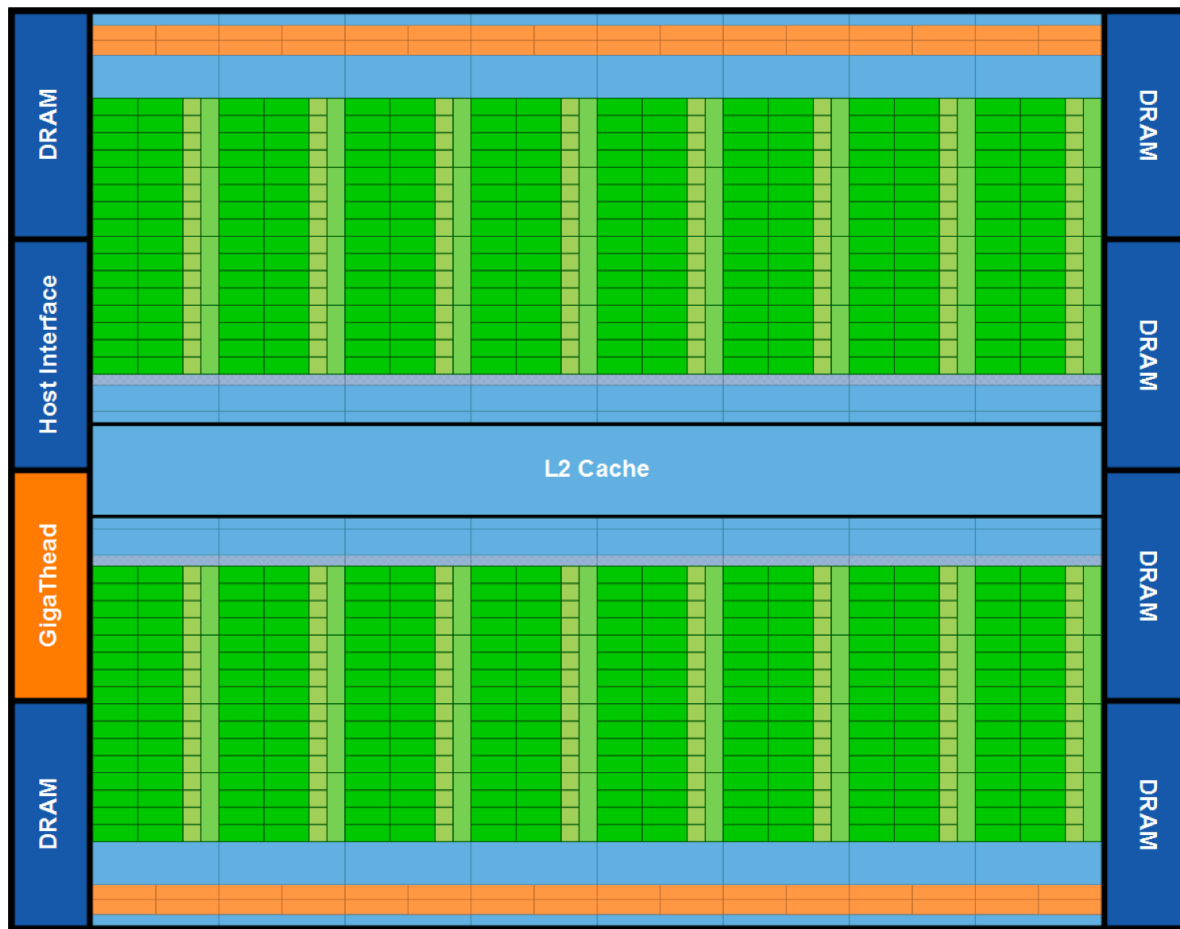 DRAM
Host Interface
GigaThead
DRAM
L2 Cache
DRAM
DRAM
DRAM
DRAM